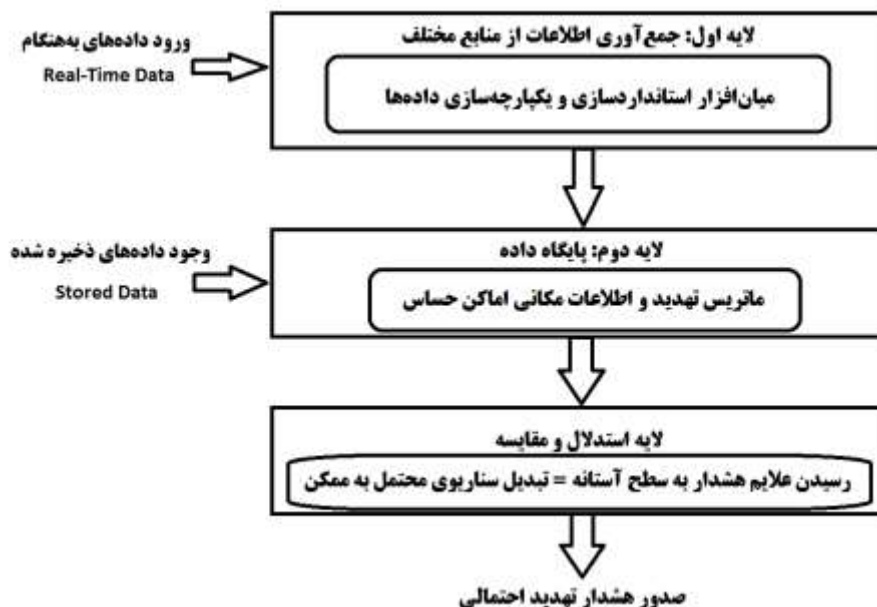 لایه اول: جمع‌آوری اطلاعات از منابع مختلف
ورود داده‌های به‌هنگام
Real-Time Data
میان‌افزار استانداردسازی و یکپارچه‌سازی داده‌ها
لایه دوم: پایگاه داده
وجود داده‌های ذخیره شده
Stored Data
ماتریس تهدید و اطلاعات مکانی اماکن حساس
لایه استدلال و مقایسه
رسیدن علایم هشدار به سطح آستانه = تبدیل سناریوی محتمل به ممکن
صدور هشدار تهدید احتمالی